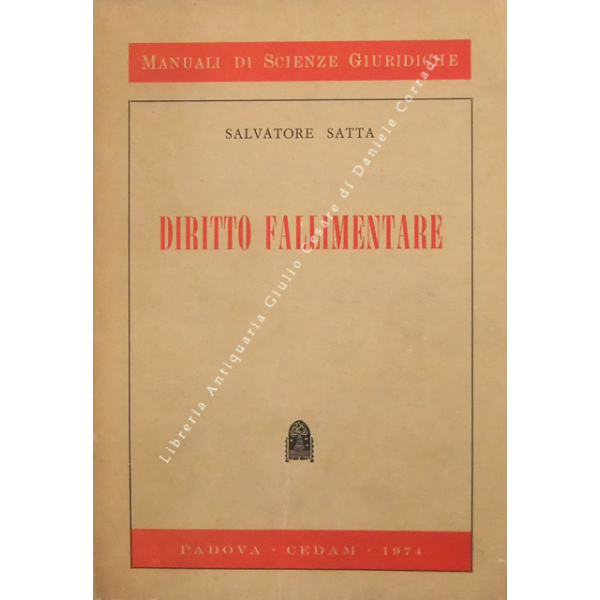 MANUALI DI SCIENZE GIURIDICHE
SALVATORE SATTA
DIRITTO FALLIMENTARE
Libreria Antiquaria Giulio Cesare di Daniele Corradi
PADOVA - CEDAM - 1974